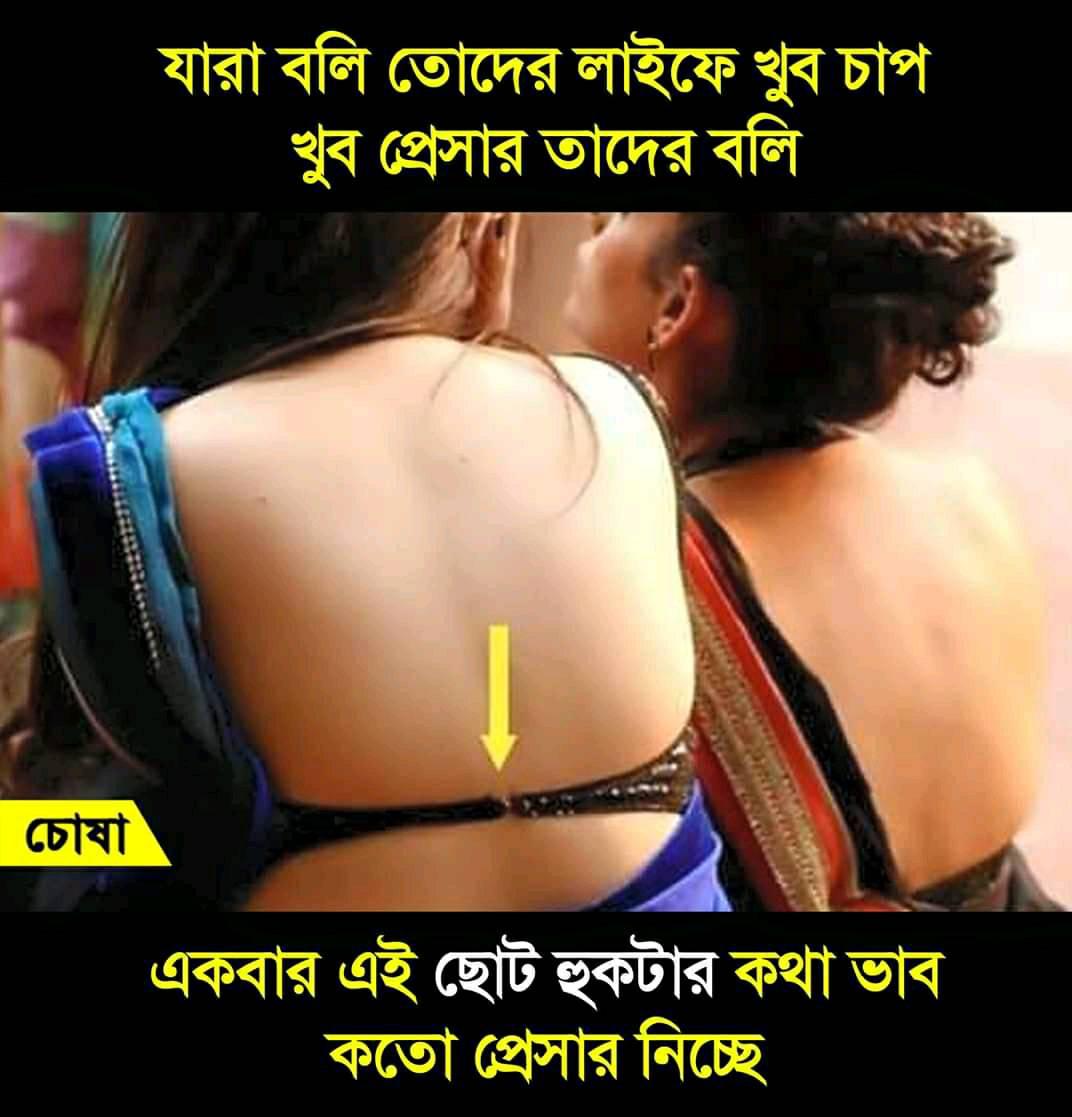 যারা বলি তোদের লাইফে খুব চাপ
খুব প্রেসার তাদের বলি
চোষা
একবার এই ছোট হুকটার কথা ভাব
কতো প্রেসার নিচ্ছে